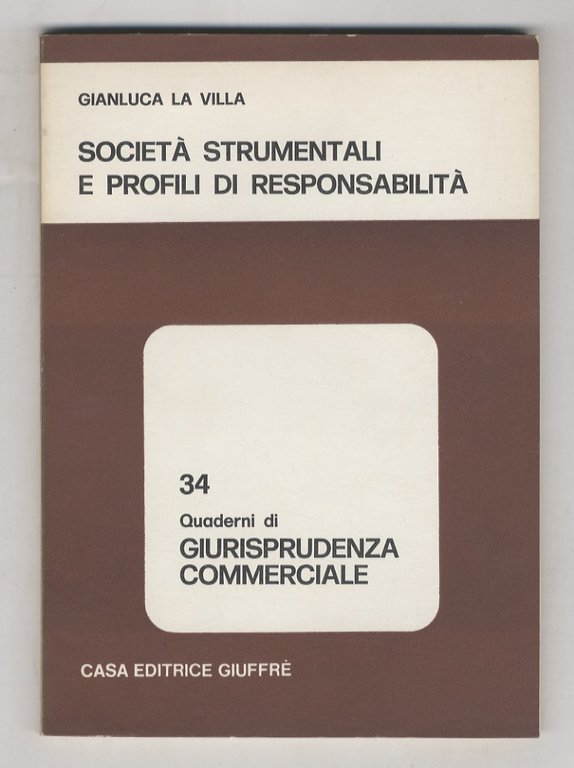 GIANLUCA LA VILLA
SOCIETÀ STRUMENTALI
E PROFILI DI RESPONSABILITÀ
34
Quaderni di
GIURISPRUDENZA
COMMERCIALE
CASA EDITRICE GIUFFRÈ